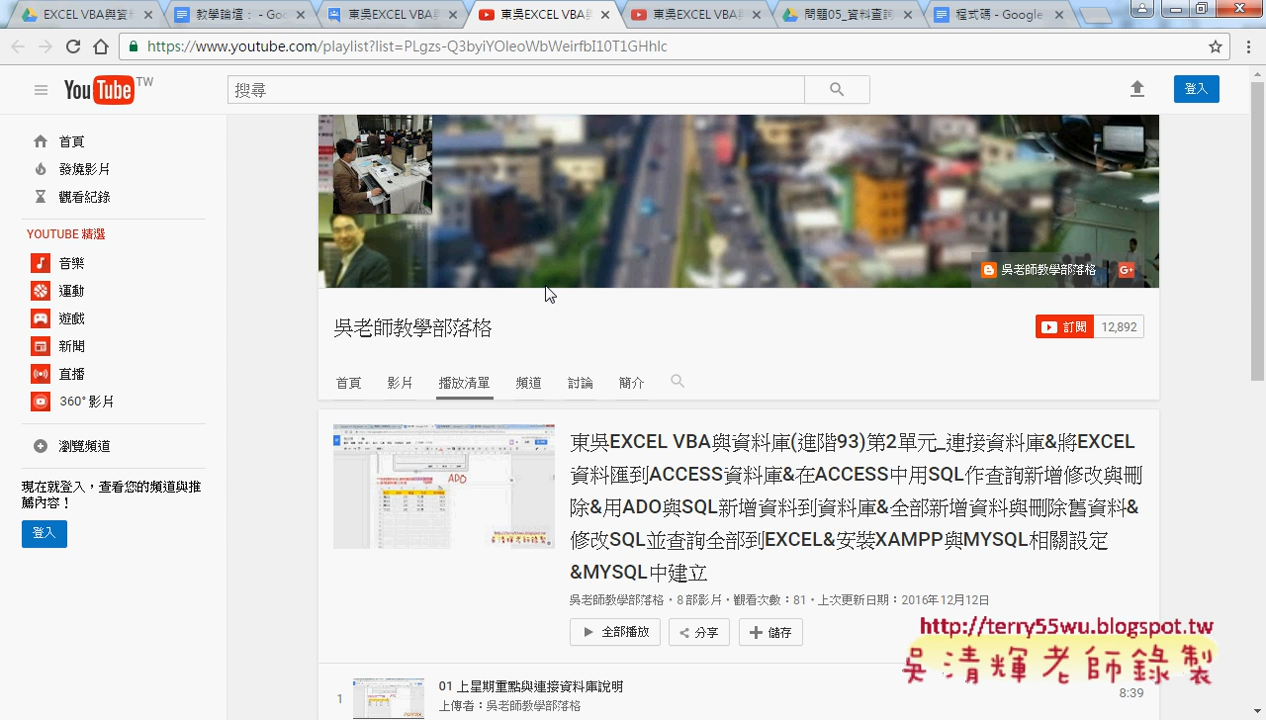 EXCEL VBA與資
教學論壇： - Go
東吳EXCEL VBA
東吳EXCEL VBA
東吳EXCEL VBA
問題05_資料查詢
程式碼 - Google
https://www.youtube.com/playlist?list=PLgzs-Q3byiYOleoWbWeirfbI10T1GHhlc
YouTube TW
搜尋
登入
首頁
發燒影片
觀看紀錄
YOUTUBE 精選
音樂
運動
遊戲
新聞
直播
360° 影片
瀏覽頻道
現在就登入，查看您的頻道與推
薦內容！
登入
吳老師教學部落格
吳老師教學部落格
訂閱 12,892
首頁 影片 播放清單 頻道 討論 簡介
東吳EXCEL VBA與資料庫(進階93)第2單元_連接資料庫&將EXCEL
資料匯到ACCESS資料庫&在ACCESS中用SQL作查詢新增修改與刪
除&用ADO與SQL新增資料到資料庫&全部新增資料與刪除舊資料&
修改SQL並查詢全部到EXCEL&安裝XAMPP與MYSQL相關設定
&MYSQL中建立
吳老師教學部落格・8 部影片・觀看次數：81・上次更新日期：2016年12月12日
全部播放 分享 儲存
ADO
http://terry55wu.blogspot.tw
吳清輝老師錄製
1 01 上星期重點與連接資料庫說明 8:39
上傳者：吳老師教學部落格